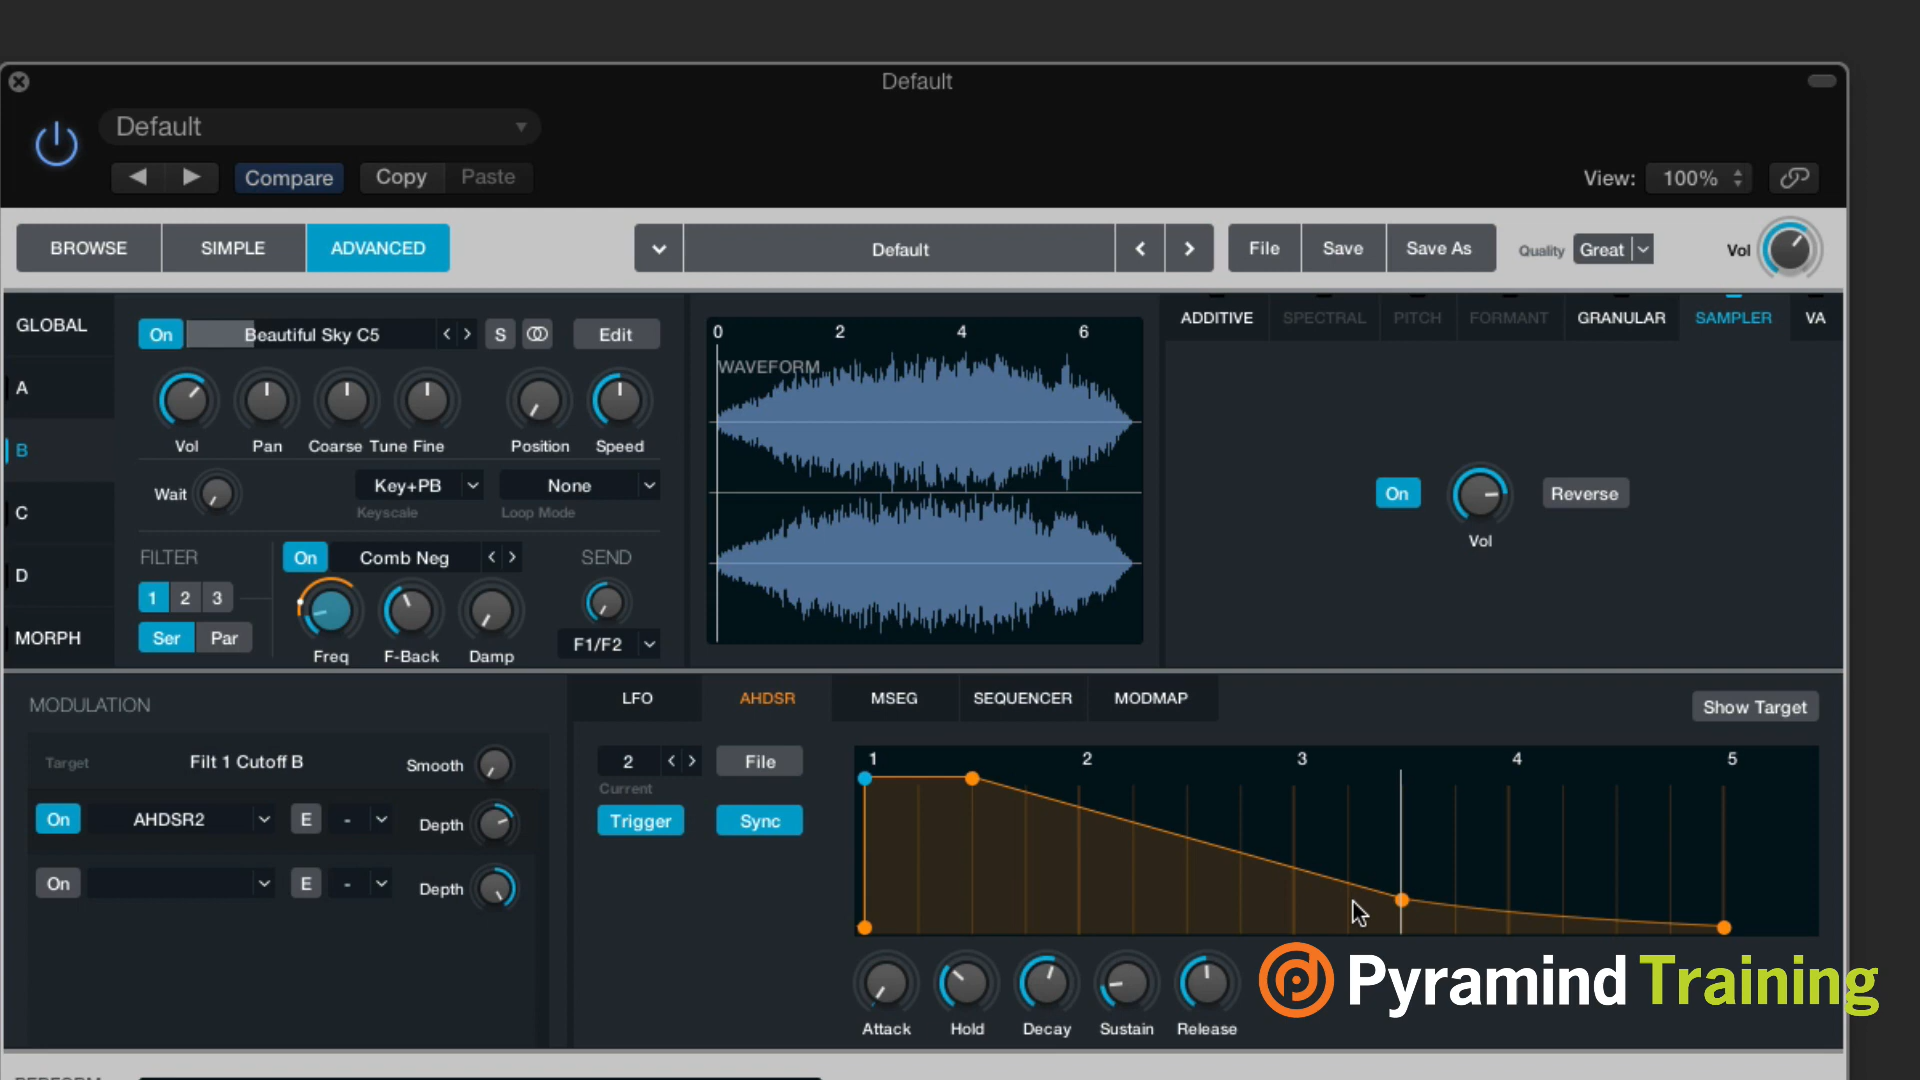 Default
Default
Compare
Copy
Paste
View:
100%
BROWSE
SIMPLE
ADVANCED
Default
File
Save
Save As
Quality
Great
Vol
GLOBAL
A
B
C
D
MORPH
On
Beautiful Sky C5
S
Edit
Vol
Pan
Coarse
Tune
Fine
Position
Speed
Wait
Key+PB
None
Keyscale
Loop Mode
FILTER
On
Comb Neg
SEND
1
2
3
Ser
Par
F1/F2
Freq
F-Back
Damp
0
2
4
6
WAVEFORM
ADDITIVE
SPECTRAL
PITCH
FORMANT
GRANULAR
SAMPLER
VA
On
Reverse
Vol
MODULATION
Target
Filt 1 Cutoff B
Smooth
On
AHDSR2
E
-
Depth
On
E
-
Depth
LFO
AHDSR
MSEG
SEQUENCER
MODMAP
Show Target
2
File
Current
Trigger
Sync
1
2
3
4
5
Attack
Hold
Decay
Sustain
Release
Pyramind Training